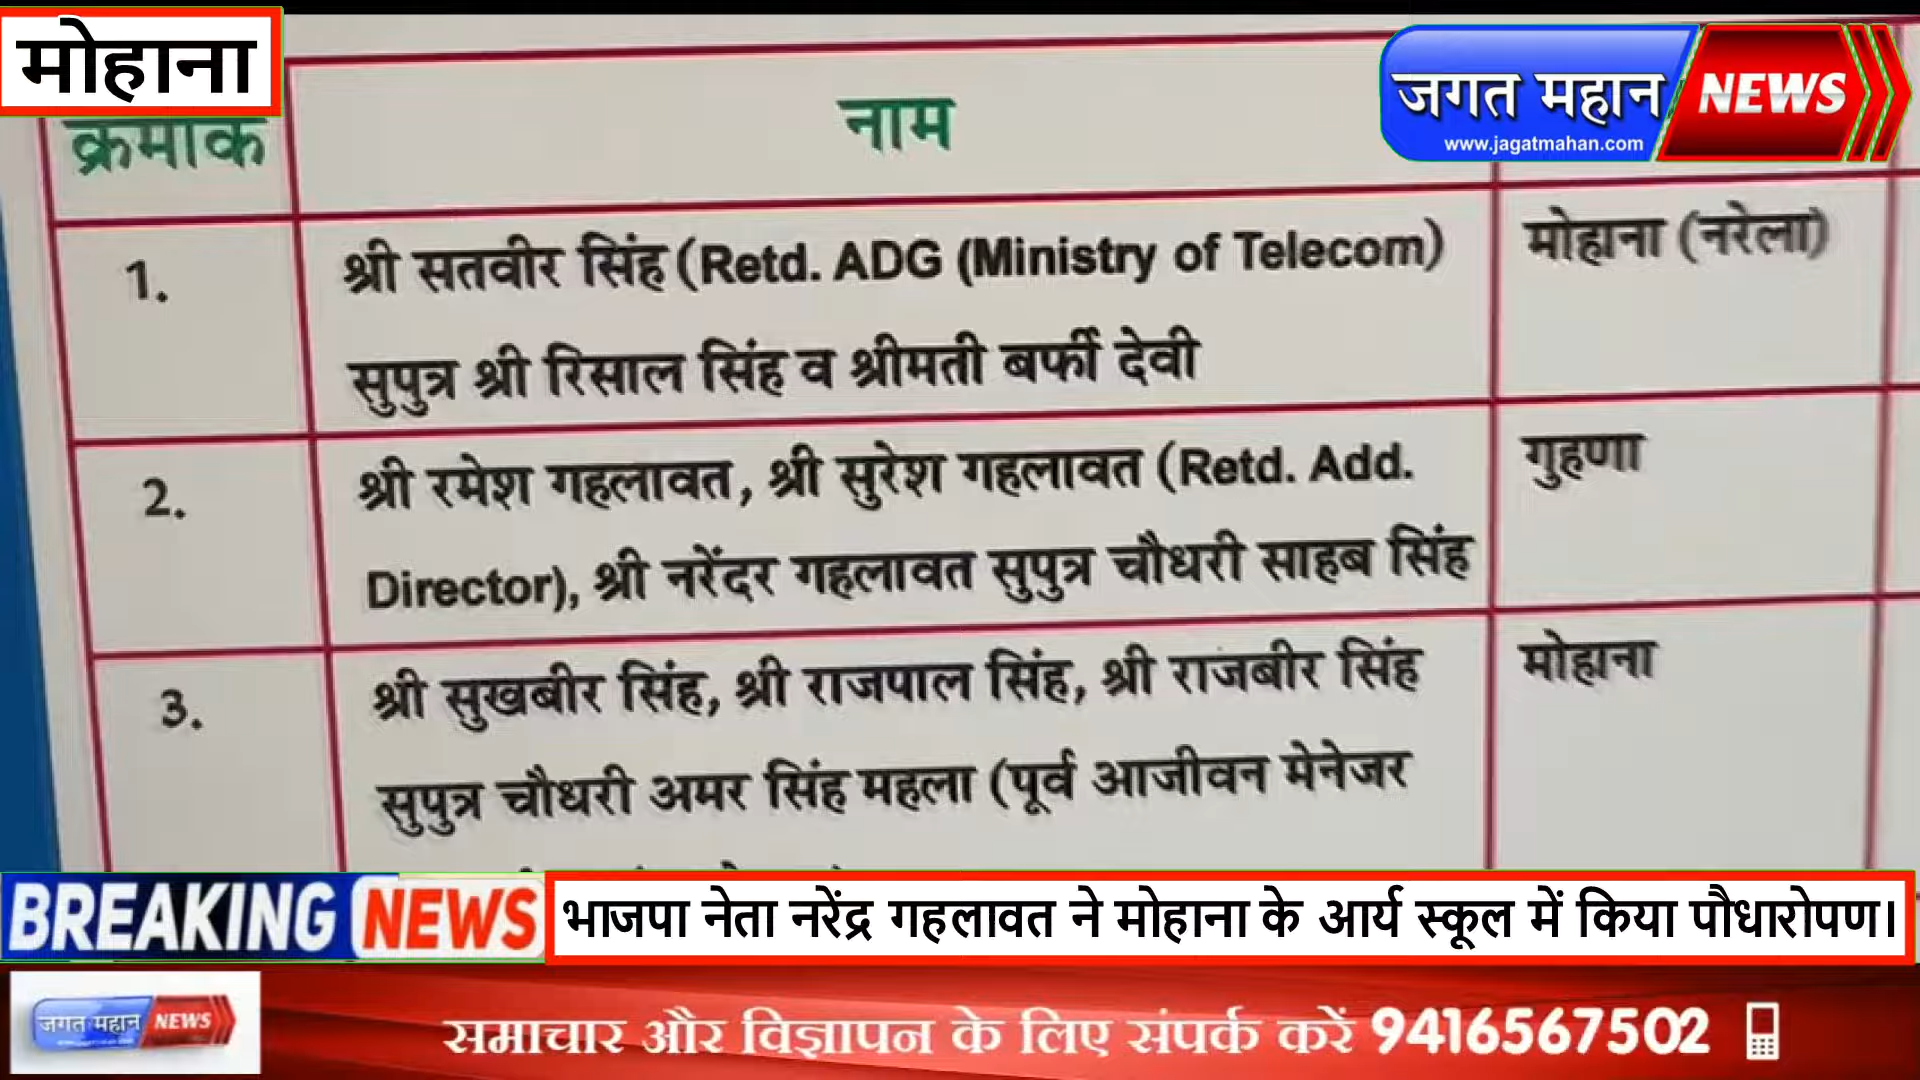 मोहाना
जगत महान NEWS
www.jagatmahan.com
क्रमांक
नाम
1.
श्री सतवीर सिंह (Retd. ADG (Ministry of Telecom)
सुपुत्र श्री रिसाल सिंह व श्रीमती बर्फी देवी
मोहाना (नरेला)
2.
श्री रमेश गहलावत, श्री सुरेश गहलावत (Retd. Add.
Director), श्री नरेंदर गहलावत सुपुत्र चौधरी साहब सिंह
गुहणा
3.
श्री सुखबीर सिंह, श्री राजपाल सिंह, श्री राजबीर सिंह
सुपुत्र चौधरी अमर सिंह महला (पूर्व आजीवन मेनेजर
मोहाना
BREAKING NEWS
भाजपा नेता नरेंद्र गहलावत ने मोहाना के आर्य स्कूल में किया पौधारोपण।
जगत महान NEWS
समाचार और विज्ञापन के लिए संपर्क करें 9416567502